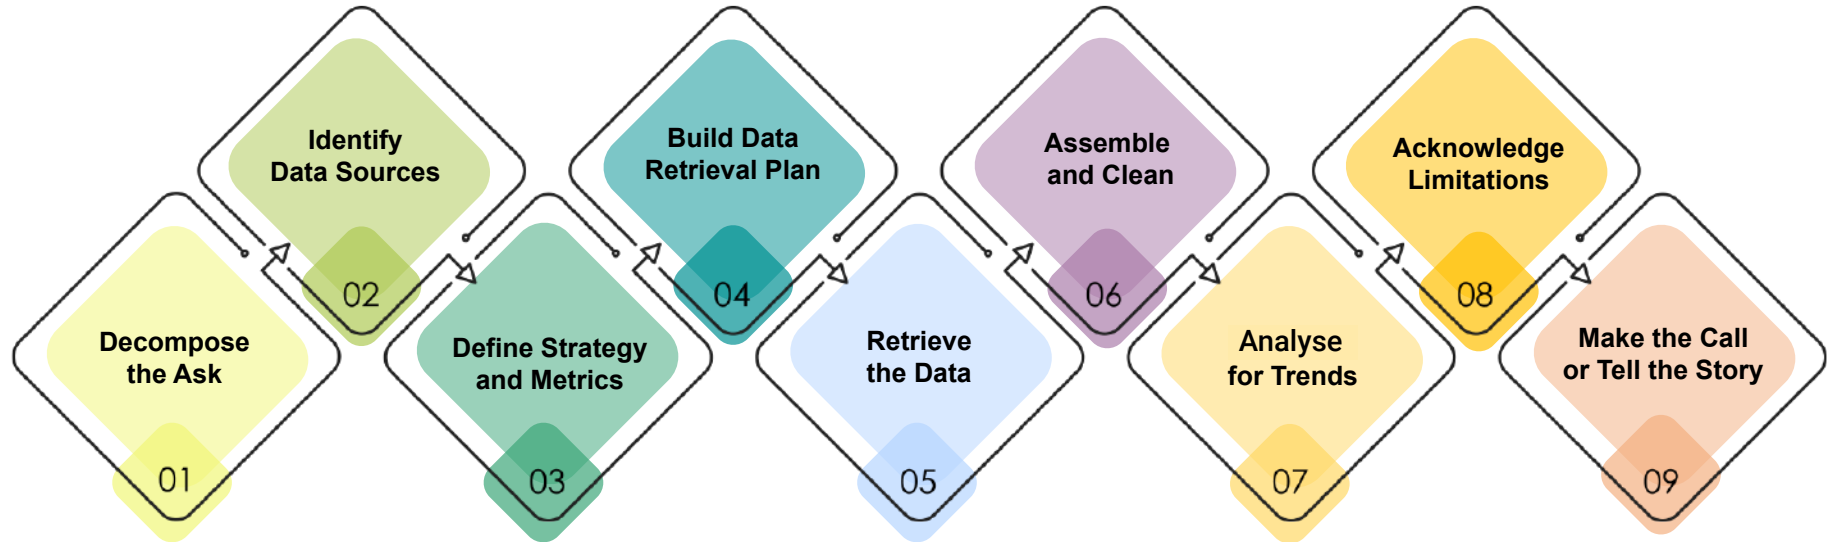 Decompose
the Ask
01
Identify
Data Sources
02
Define Strategy
and Metrics
03
Build Data
Retrieval Plan
04
Retrieve
the Data
05
Assemble
and Clean
06
Analyse
for Trends
07
Acknowledge
Limitations
08
Make the Call
or Tell the Story
09